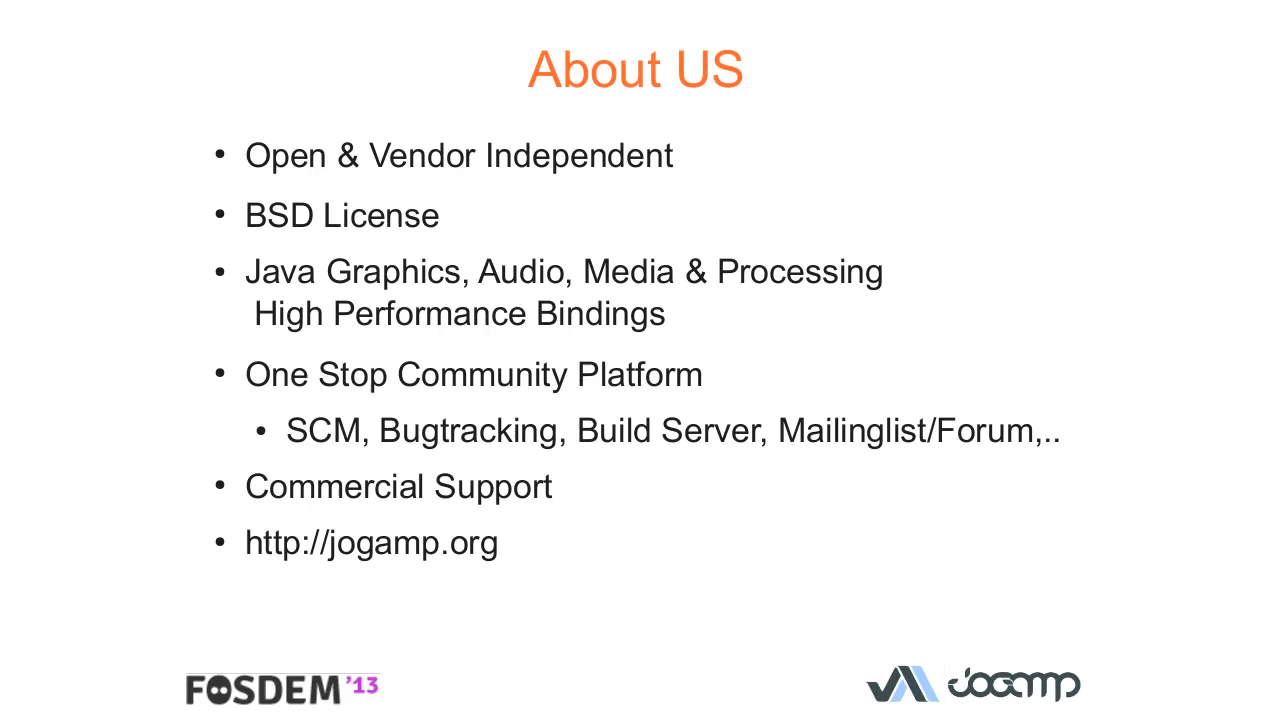 About US
• Open & Vendor Independent
• BSD License
• Java Graphics, Audio, Media & Processing
High Performance Bindings
• One Stop Community Platform
• SCM, Bugtracking, Build Server, Mailinglist/Forum,..
• Commercial Support
• http://jogamp.org
FOSDEM '13
JOGAMP